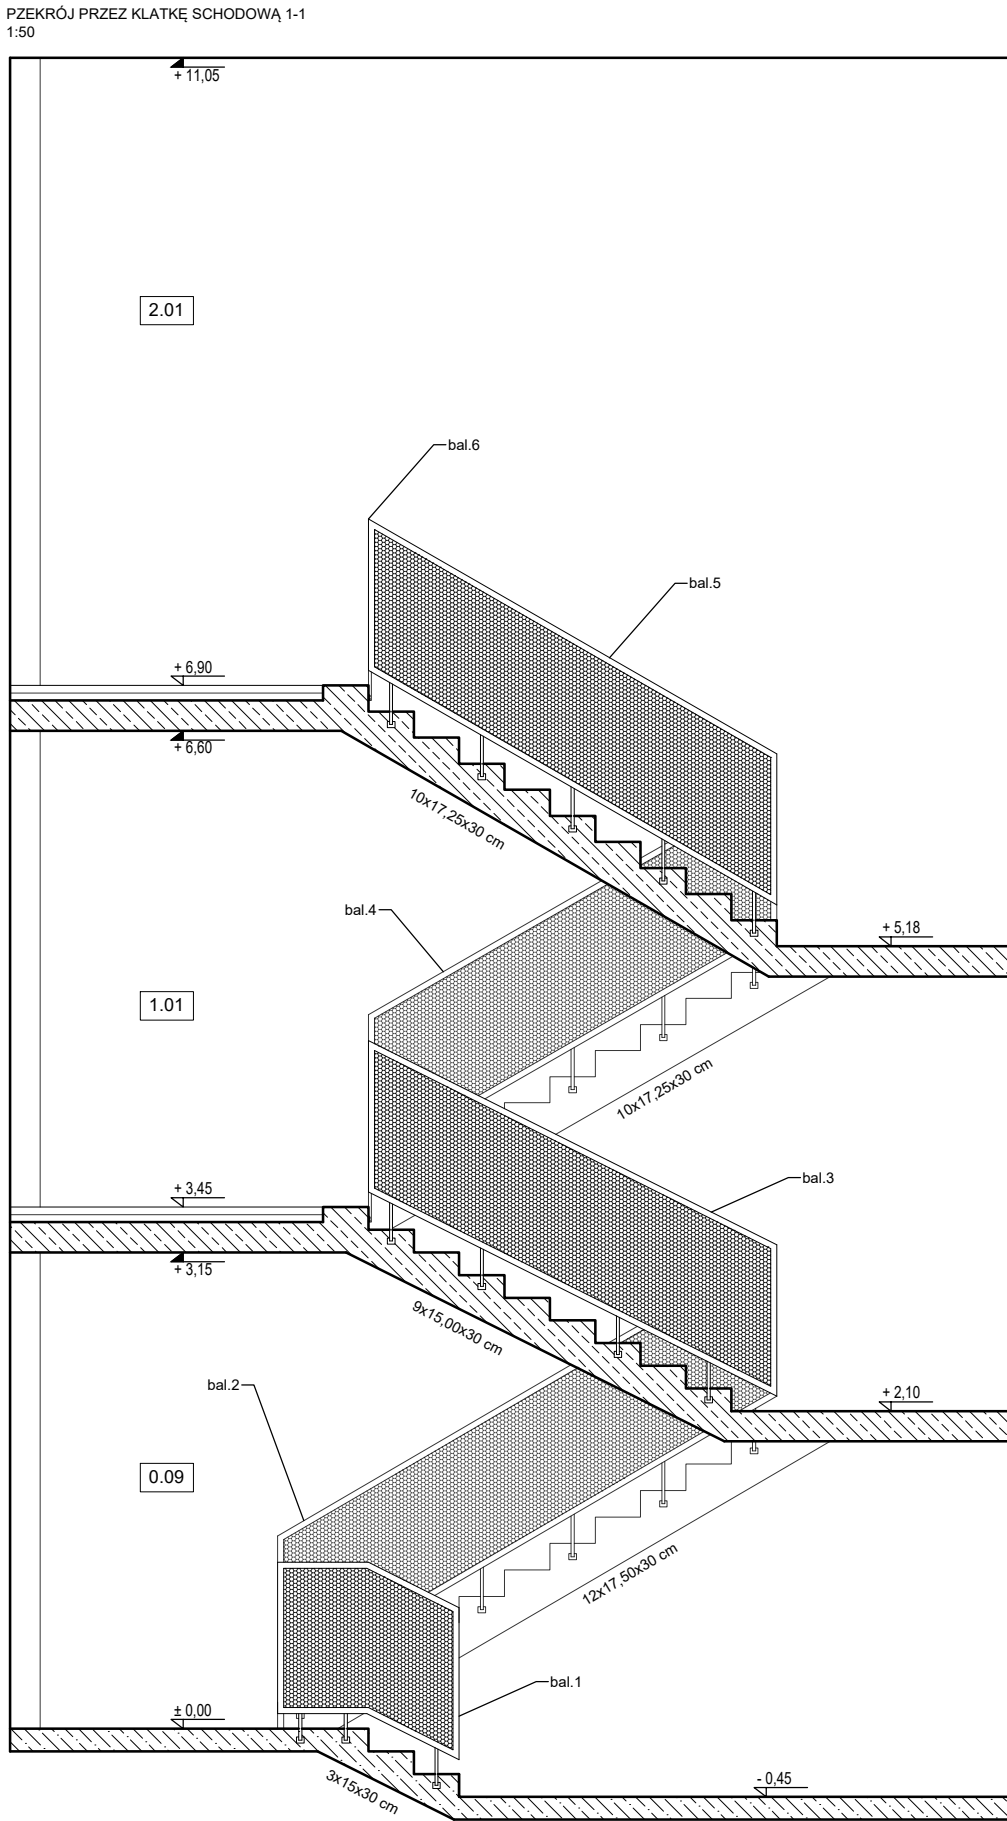 PZEKRÓJ PRZEZ KLATKĘ SCHODOWĄ 1-1
1:50
+ 11,05
2.01
bal.6
bal.5
+ 6,90
+ 6,60
10x17,25x30 cm
bal.4
+ 5,18
1.01
10x17,25x30 cm
bal.3
+ 3,45
+ 3,15
9x15,00x30 cm
bal.2
+ 2,10
0.09
12x17,50x30 cm
bal.1
± 0,00
3x15x30 cm
- 0,45